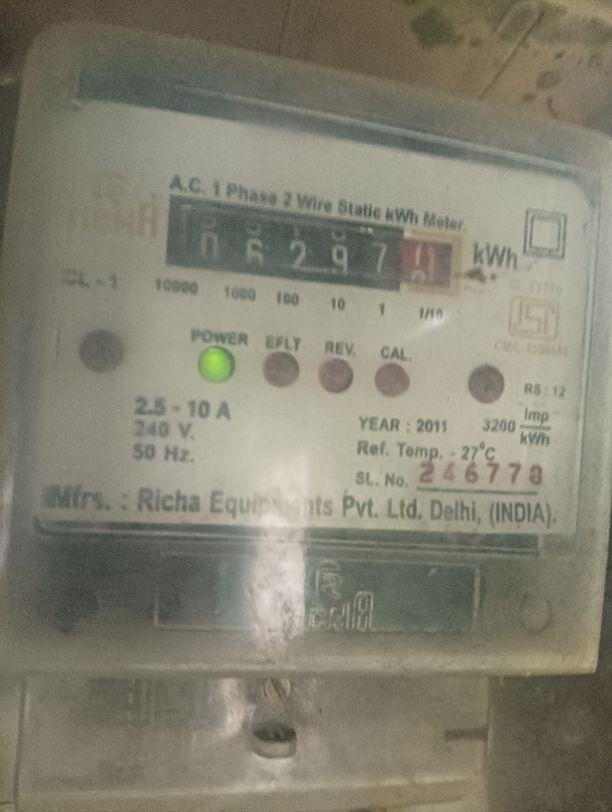 A.C. 1 Phase 2 Wire Static kWh Meter.
0 6 2 9 7 kWh
CL - 1 10000 1000 100 10 1 1/10
POWER EFLT REV. CAL.
RS : 12
2.5 - 10 A
240 V.
50 Hz.
YEAR : 2011 3200 Imp/kWh
Ref. Temp. - 27°C
SL. No. 246778
Mfrs. : Richa Equipments Pvt. Ltd. Delhi, (INDIA).